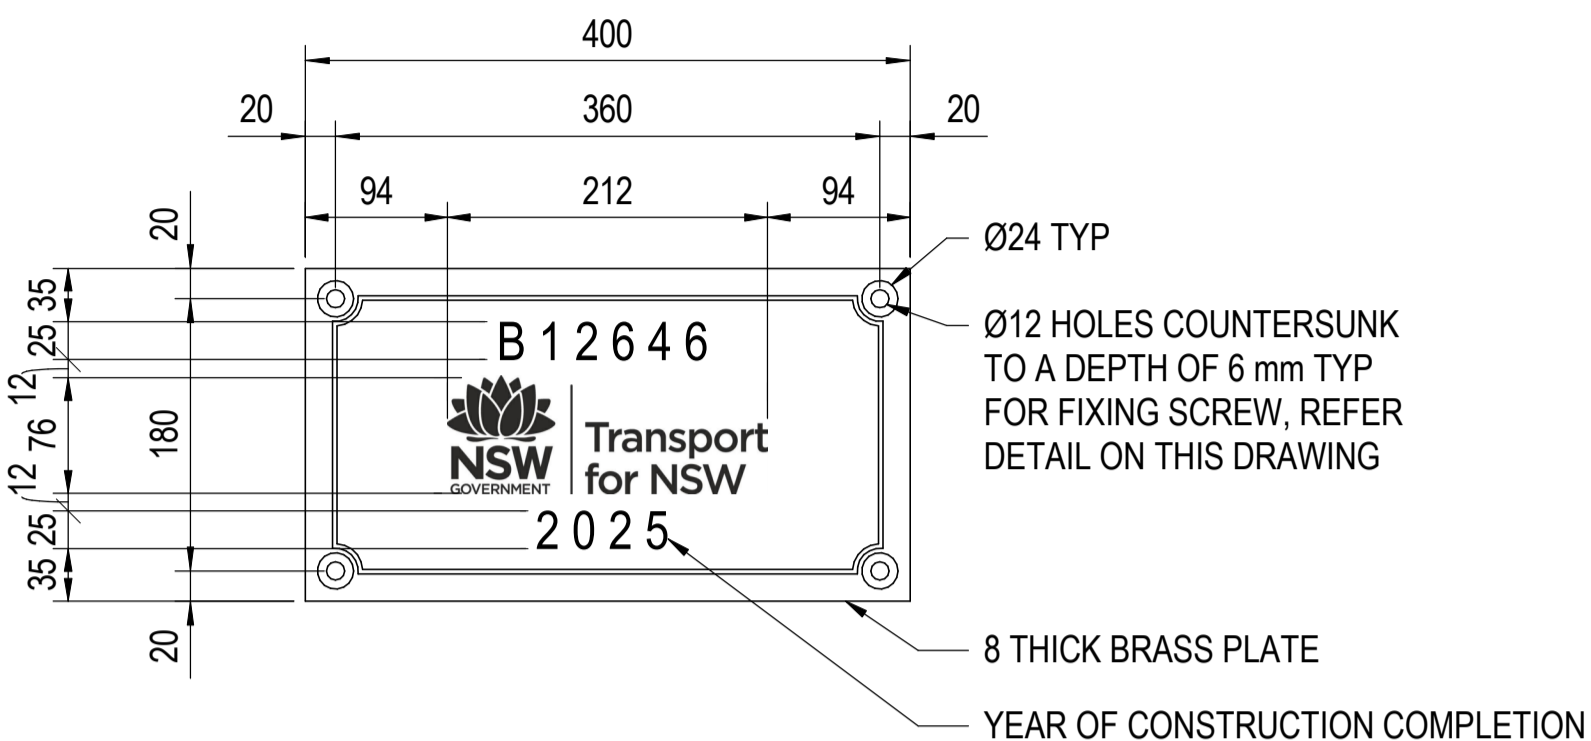 400
20 360 20
94 212 94
20
35
25
12
76
180
12
25
35
20
B 1 2 6 4 6
NSW
GOVERNMENT
Transport
for NSW
2 0 2 5
Ø24 TYP
Ø12 HOLES COUNTERSUNK
TO A DEPTH OF 6 mm TYP
FOR FIXING SCREW, REFER
DETAIL ON THIS DRAWING
8 THICK BRASS PLATE
YEAR OF CONSTRUCTION COMPLETION